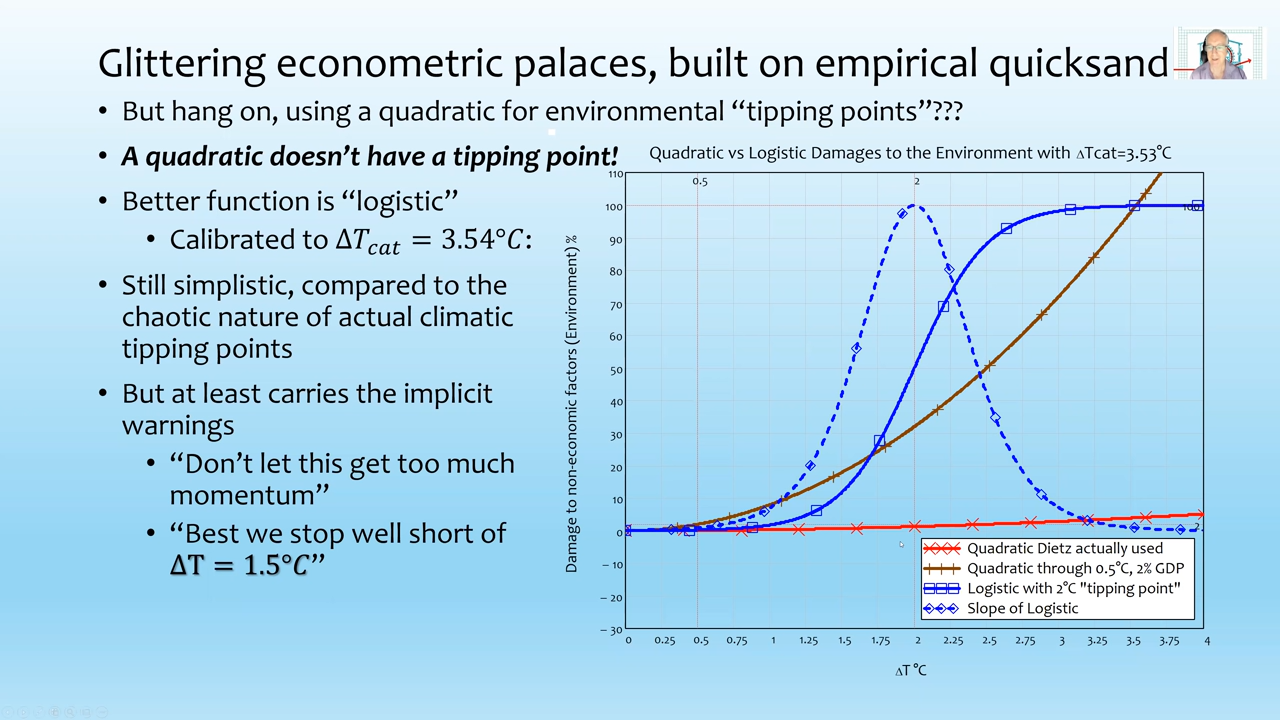 Glittering econometric palaces, built on empirical quicksand
• But hang on, using a quadratic for environmental “tipping points”???
• A quadratic doesn’t have a tipping point!
• Better function is “logistic”
• Calibrated to ΔT_cat = 3.54°C:
• Still simplistic, compared to the
chaotic nature of actual climatic
tipping points
• But at least carries the implicit
warnings
• “Don’t let this get too much
momentum”
• “Best we stop well short of
ΔT = 1.5°C”
Quadratic vs Logistic Damages to the Environment with ΔTcat=3.53°C
Damage to non-economic factors (Environment) %
110
100
90
80
70
60
50
40
30
20
10
0
– 10
– 20
– 30
0.5
2
100
2
Quadratic Dietz actually used
Quadratic through 0.5°C, 2% GDP
Logistic with 2°C "tipping point"
Slope of Logistic
0 0.25 0.5 0.75 1 1.25 1.5 1.75 2 2.25 2.5 2.75 3 3.25 3.5 3.75 4
ΔT °C